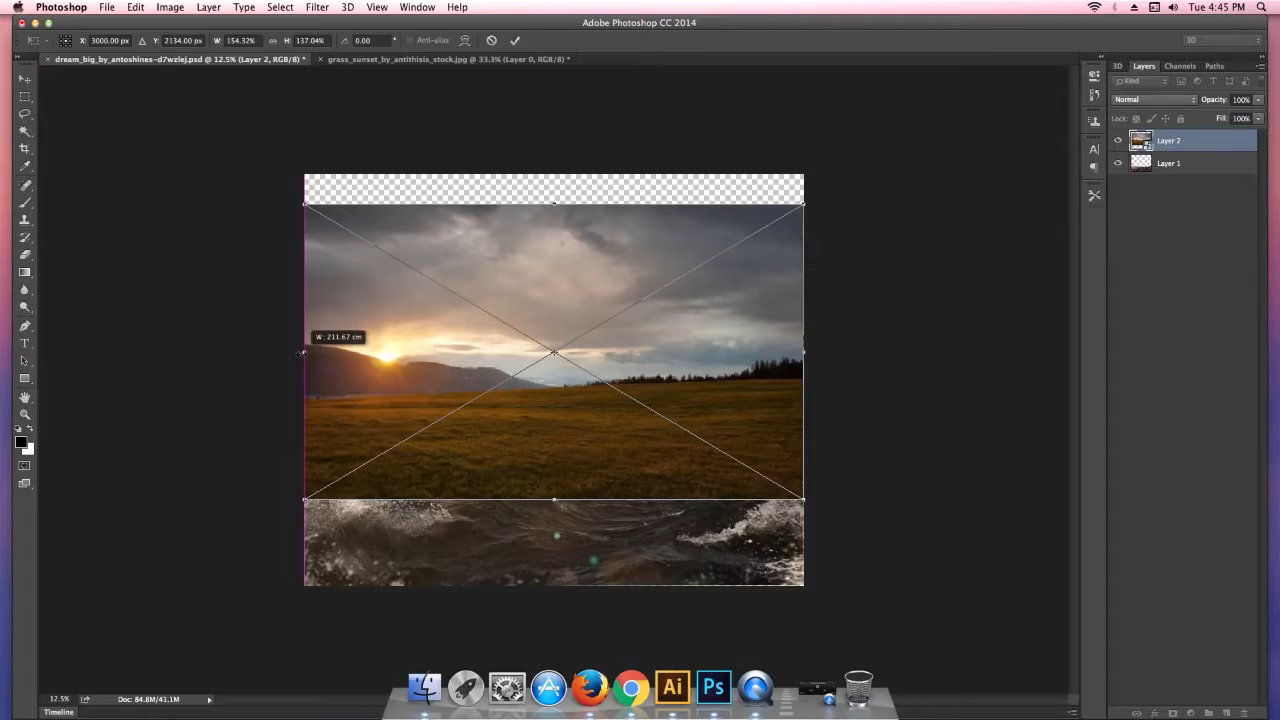 Photoshop File Edit Image Layer Type Select Filter 3D View Window Help Tue 4:45 PM
Adobe Photoshop CC 2014
X: 3000.00 px Y: 2134.00 px W: 154.32% H: 137.04% 0.00 ° Anti-alias 3D
× dream_big_by_antoshines-d7wzlej.psd @ 12.5% (Layer 2, RGB/8) * × grass_sunset_by_antithisis_stock.jpg @ 33.3% (Layer 0, RGB/8) *
3D Layers Channels Paths
Kind
Normal Opacity: 100%
Lock: Fill: 100%
Layer 2
Layer 1
W: 211.67 cm
Ai Ps
12.5% Doc: 84.8M/41.1M
Timeline